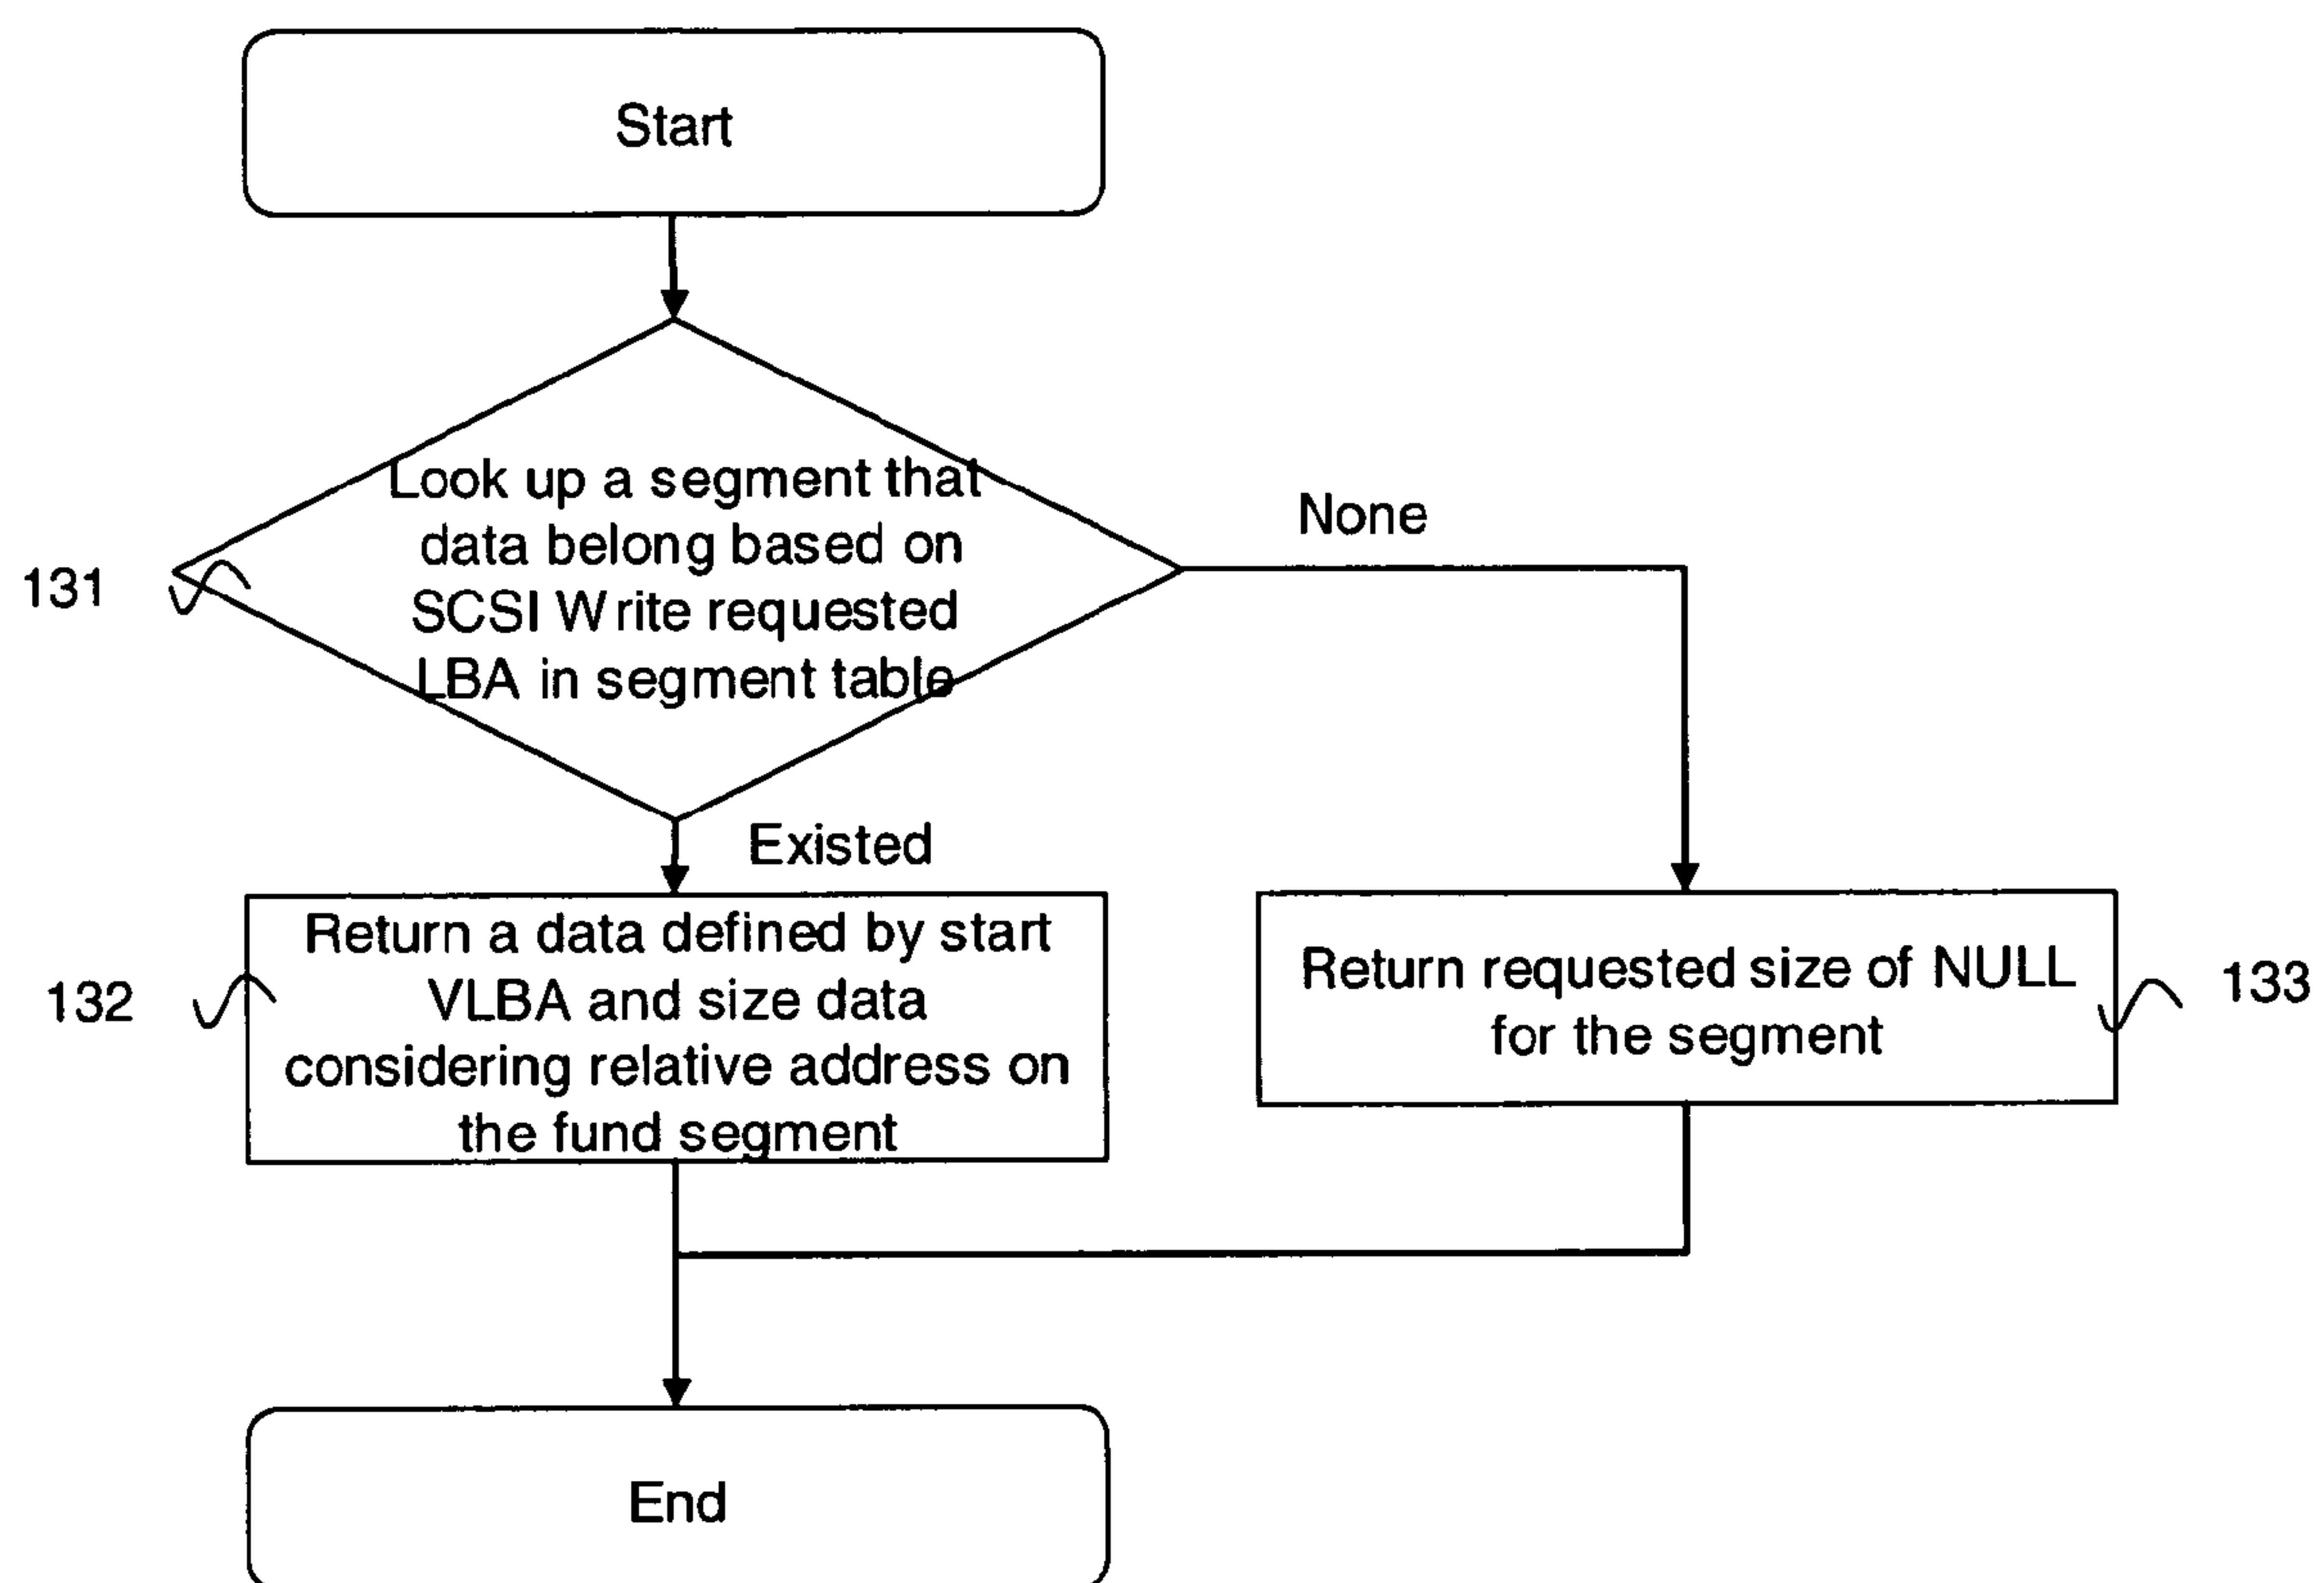 Start
Look up a segment that
data belong based on
SCSI Write requested
LBA in segment table
131
None
Existed
Return a data defined by start
VLBA and size data
considering relative address on
the fund segment
132
Return requested size of NULL
for the segment
133
End